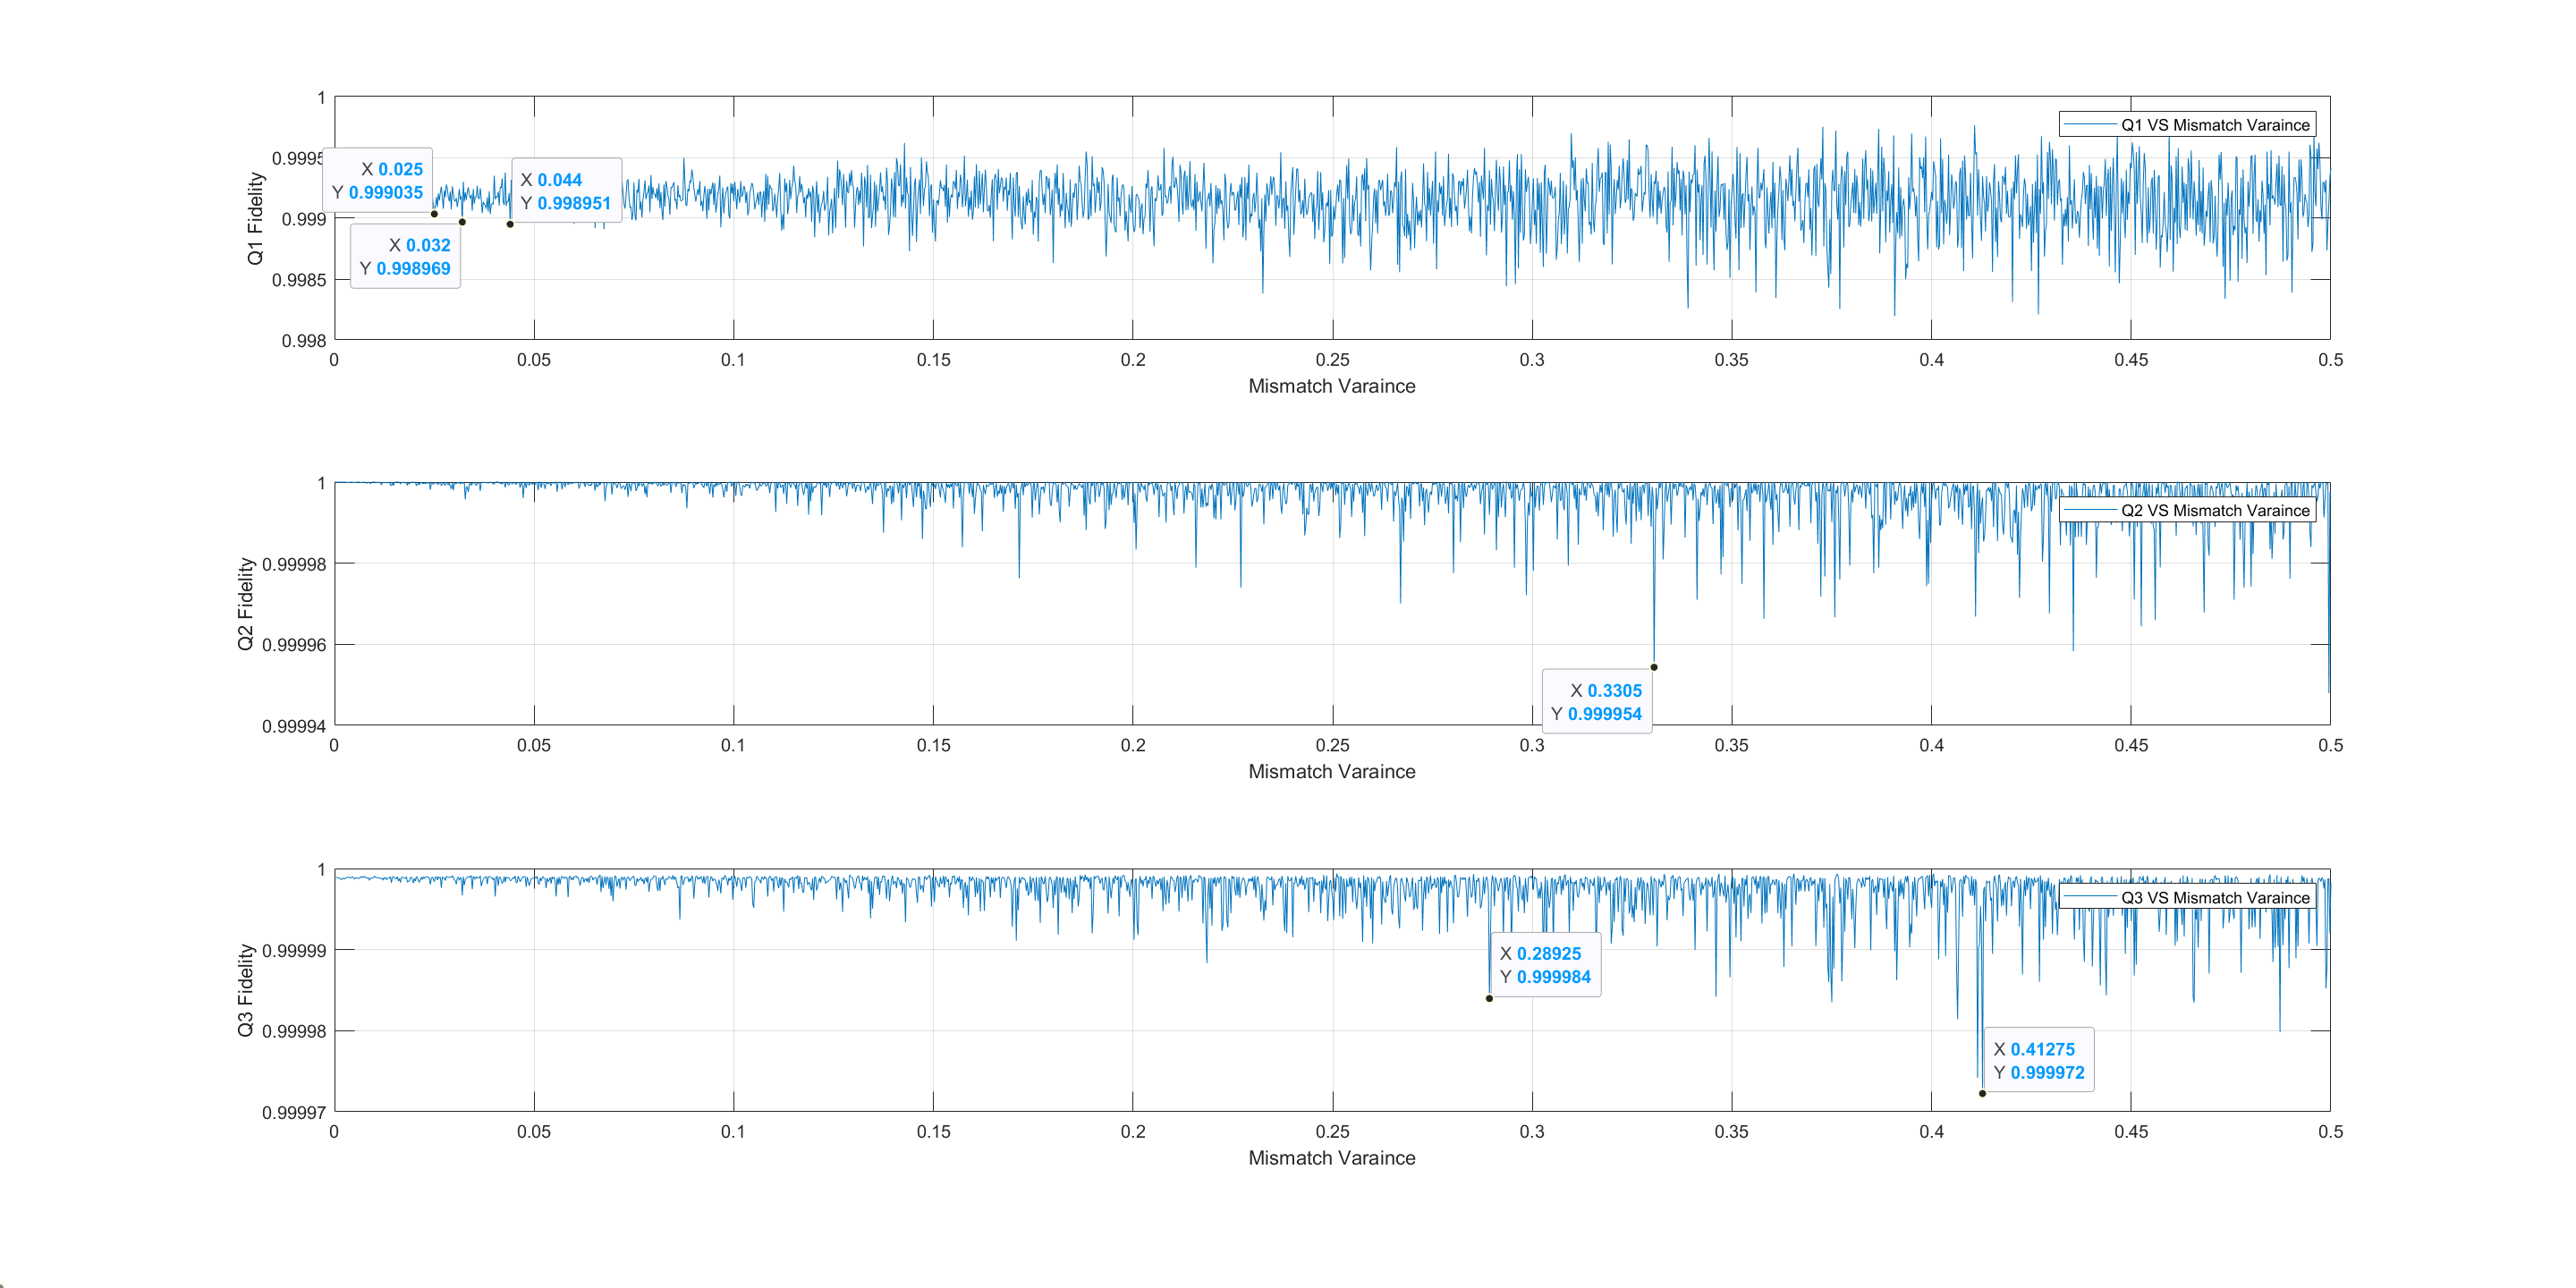 1
0.9995
0.999
0.9985
0.998
Q1 Fidelity
X 0.025
Y 0.999035
X 0.044
Y 0.998951
X 0.032
Y 0.998969
Q1 VS Mismatch Varaince
0 0.05 0.1 0.15 0.2 0.25 0.3 0.35 0.4 0.45 0.5
Mismatch Varaince
1
0.99998
0.99996
0.99994
Q2 Fidelity
Q2 VS Mismatch Varaince
X 0.3305
Y 0.999954
0 0.05 0.1 0.15 0.2 0.25 0.3 0.35 0.4 0.45 0.5
Mismatch Varaince
1
0.99999
0.99998
0.99997
Q3 Fidelity
Q3 VS Mismatch Varaince
X 0.28925
Y 0.999984
X 0.41275
Y 0.999972
0 0.05 0.1 0.15 0.2 0.25 0.3 0.35 0.4 0.45 0.5
Mismatch Varaince